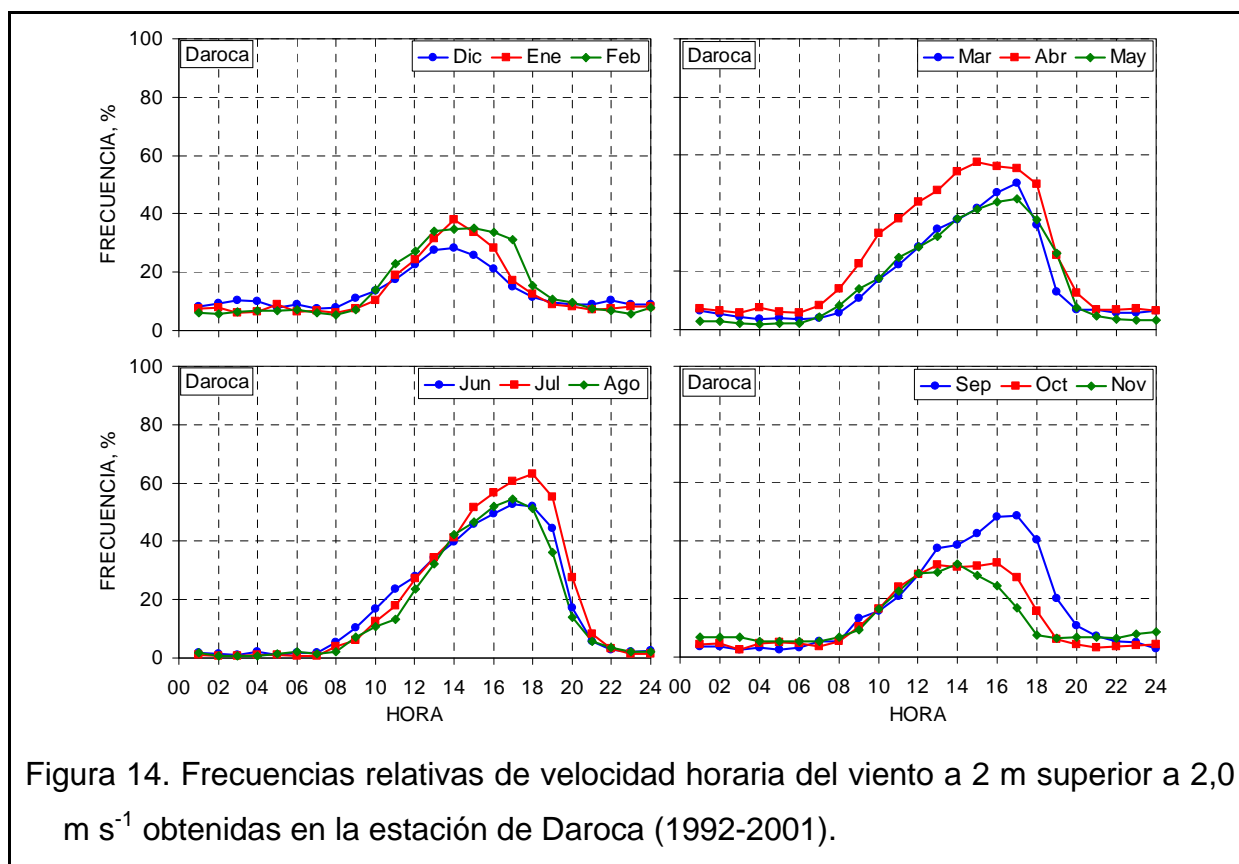 Daroca
Dic Ene Feb
100
80
60
40
20
0
FRECUENCIA, %
Daroca
Mar Abr May
Daroca
Jun Jul Ago
100
80
60
40
20
0
FRECUENCIA, %
00 02 04 06 08 10 12 14 16 18 20 22 24
HORA
Daroca
Sep Oct Nov
00 02 04 06 08 10 12 14 16 18 20 22 24
HORA
Figura 14. Frecuencias relativas de velocidad horaria del viento a 2 m superior a 2,0
m s⁻¹ obtenidas en la estación de Daroca (1992-2001).